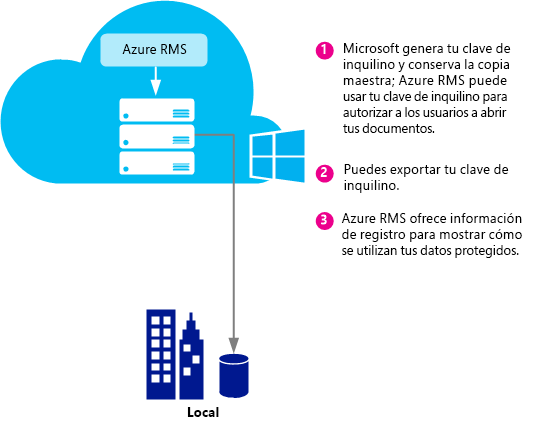 Azure RMS
1 Microsoft genera tu clave de
inquilino y conserva la copia
maestra; Azure RMS puede
usar tu clave de inquilino para
autorizar a los usuarios a abrir
tus documentos.
2 Puedes exportar tu clave de
inquilino.
3 Azure RMS ofrece información
de registro para mostrar cómo
se utilizan tus datos protegidos.
Local